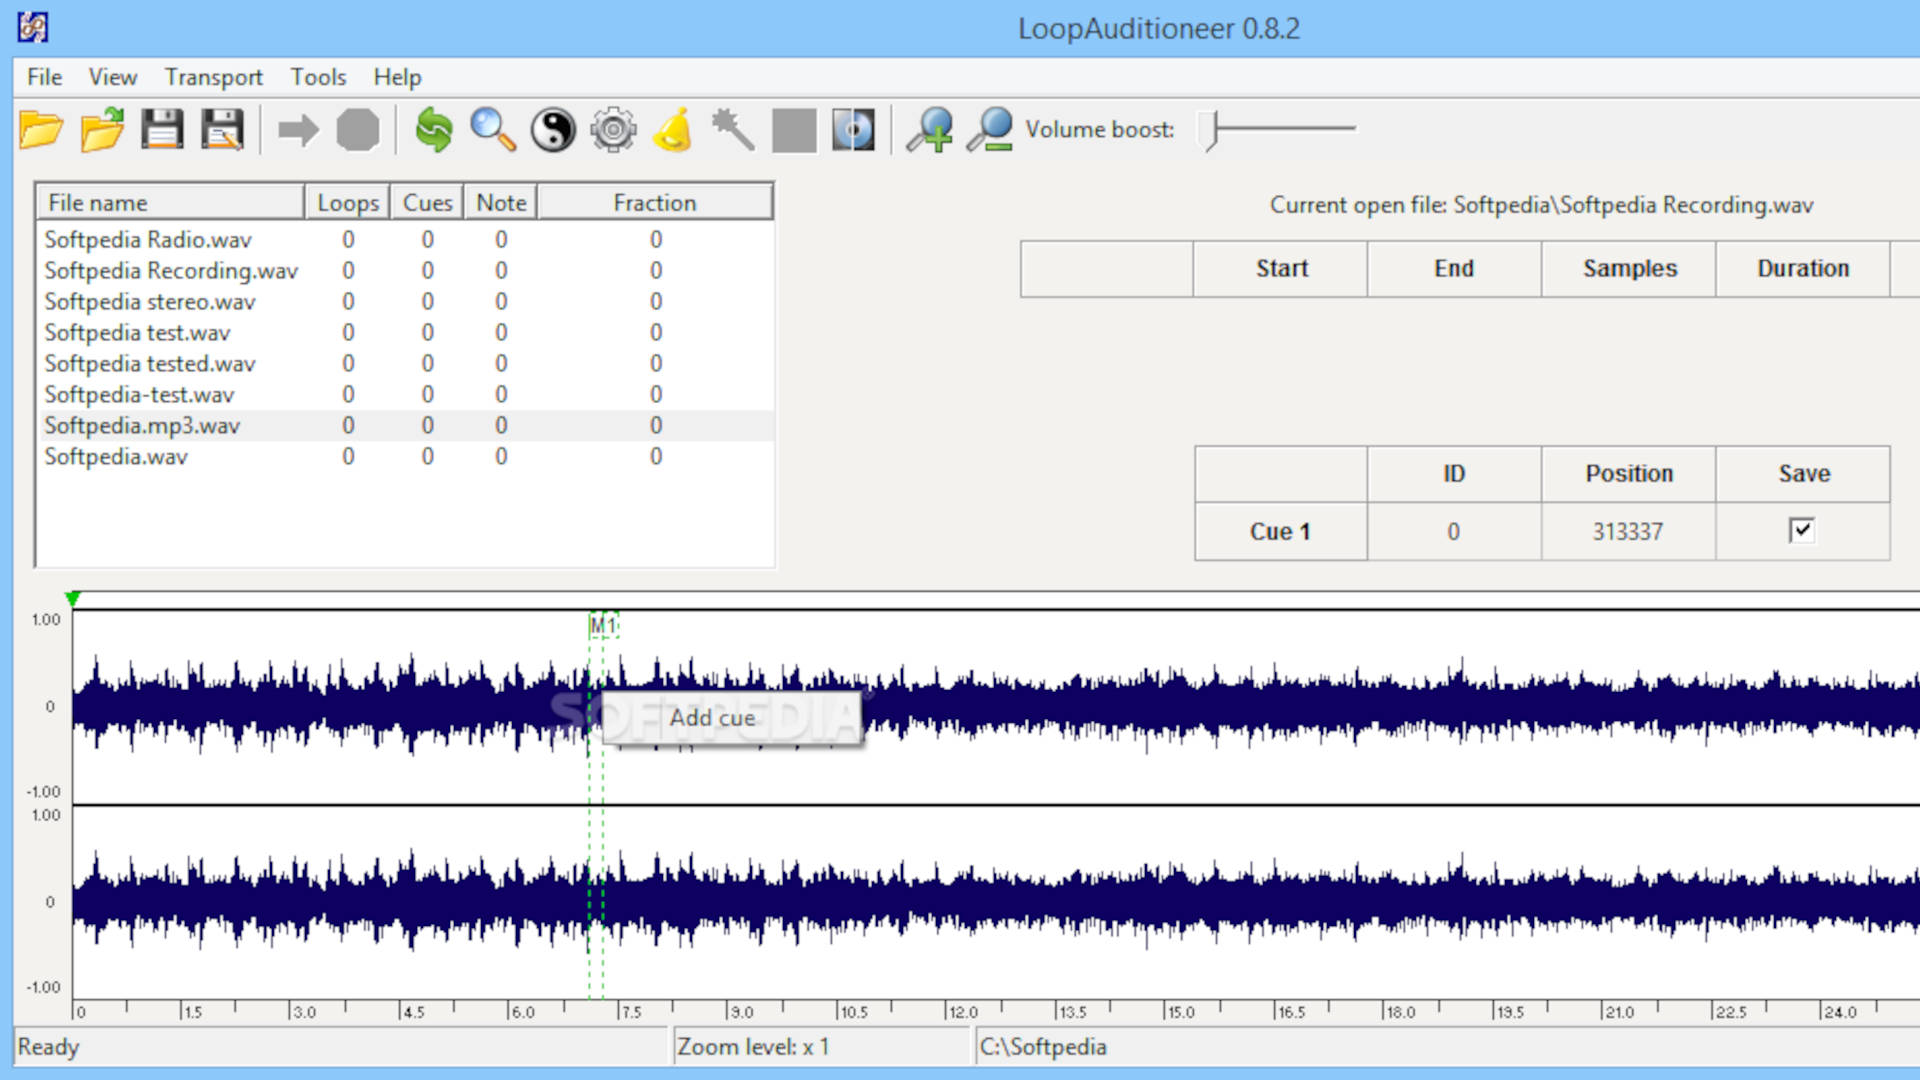 LoopAuditioneer 0.8.2
File View Transport Tools Help
Volume boost:
File name Loops Cues Note Fraction
Softpedia Radio.wav 0 0 0 0
Softpedia Recording.wav 0 0 0 0
Softpedia stereo.wav 0 0 0 0
Softpedia test.wav 0 0 0 0
Softpedia tested.wav 0 0 0 0
Softpedia-test.wav 0 0 0 0
Softpedia.mp3.wav 0 0 0 0
Softpedia.wav 0 0 0 0
Current open file: Softpedia\Softpedia Recording.wav
Start End Samples Duration
ID Position Save
Cue 1 0 313337
1.00
M1
0
SOFTPEDIA
Add cue
-1.00
1.00
0
-1.00
0 1.5 3.0 4.5 6.0 7.5 9.0 10.5 12.0 13.5 15.0 16.5 18.0 19.5 21.0 22.5 24.0
Ready Zoom level: x 1 C:\Softpedia